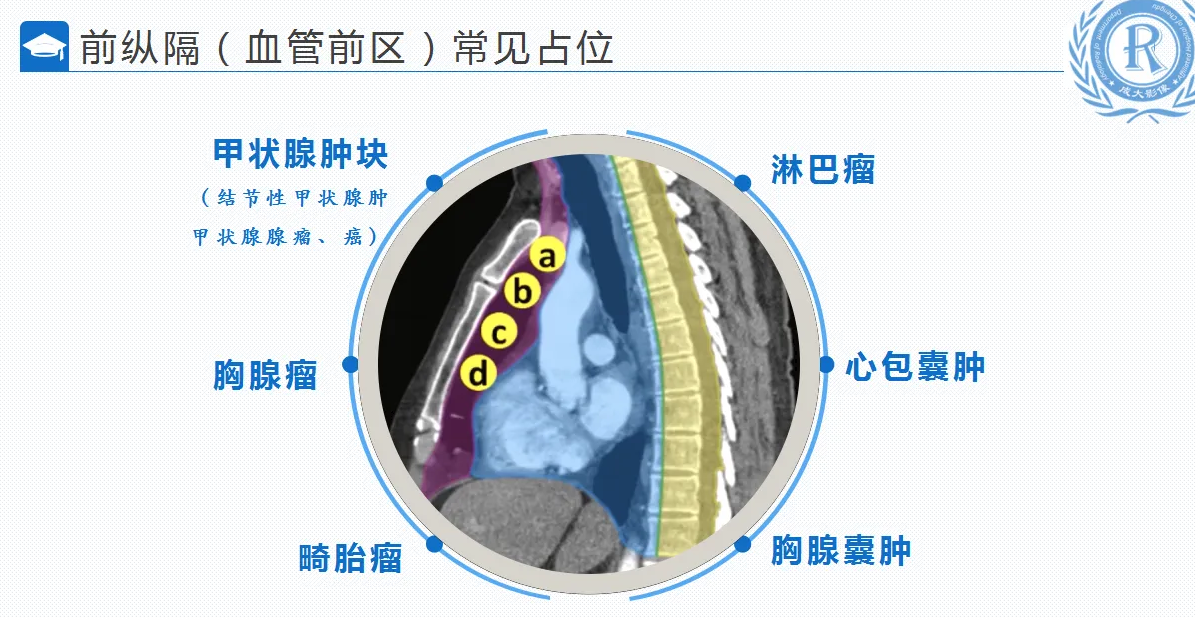 前纵隔（血管前区）常见占位
R
成大影像
甲状腺肿块
（结节性甲状腺肿
甲状腺腺瘤、癌）
淋巴瘤
a
b
c
d
胸腺瘤
心包囊肿
畸胎瘤
胸腺囊肿